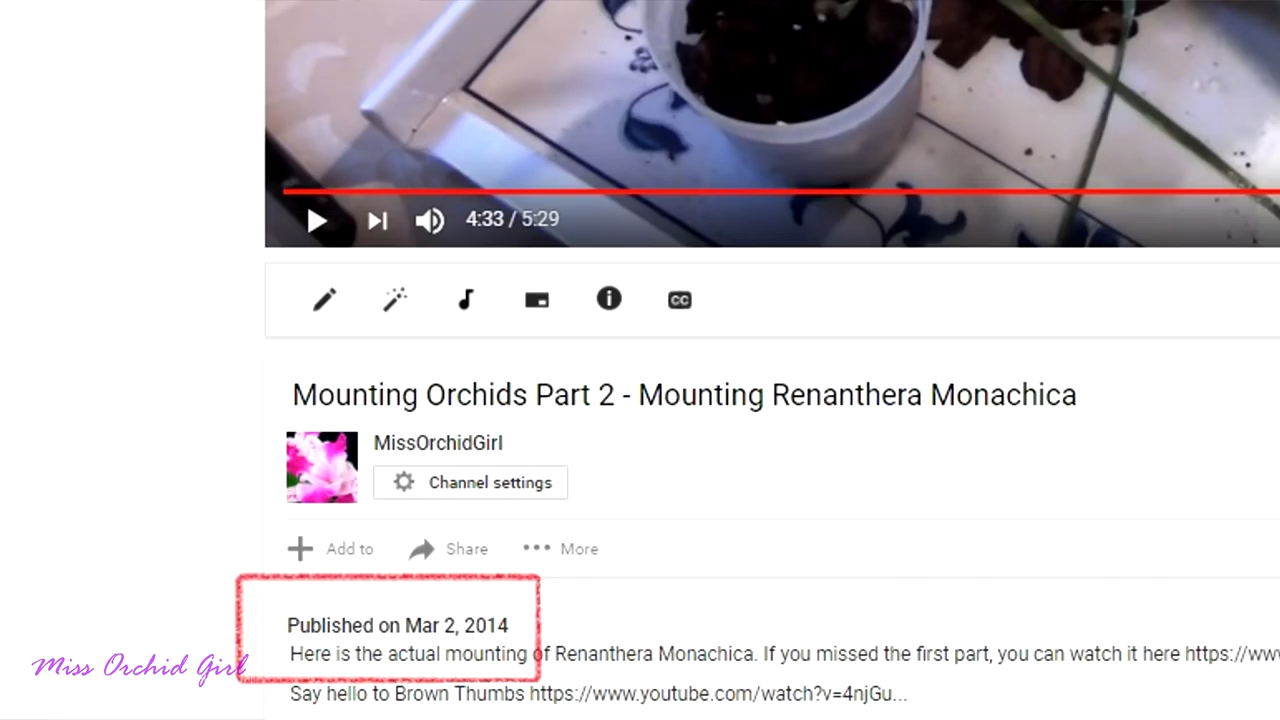 4:33 / 5:29
CC
Mounting Orchids Part 2 - Mounting Renanthera Monachica
MissOrchidGirl
Channel settings
Add to Share More
Published on Mar 2, 2014
Here is the actual mounting of Renanthera Monachica. If you missed the first part, you can watch it here https://ww
Say hello to Brown Thumbs https://www.youtube.com/watch?v=4njGu...
Miss Orchid Girl